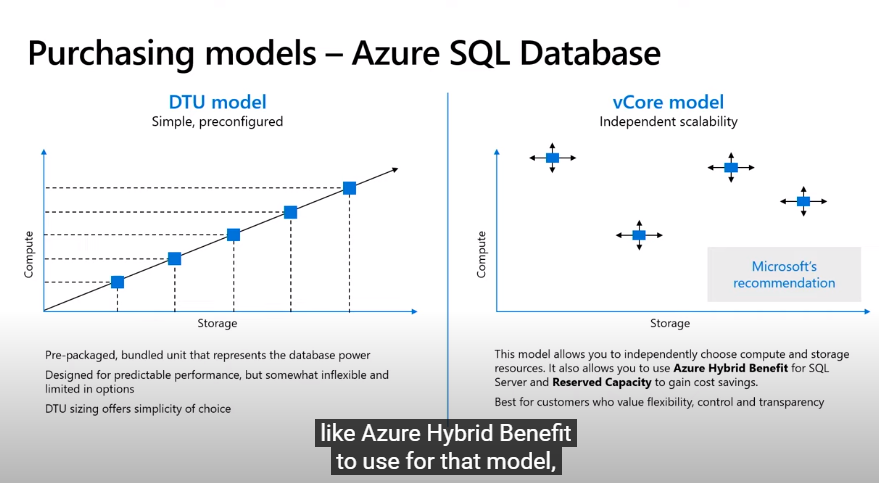 Purchasing models – Azure SQL Database
DTU model
Simple, preconfigured
Compute
Storage
Pre-packaged, bundled unit that represents the database power
Designed for predictable performance, but somewhat inflexible and
limited in options
DTU sizing offers simplicity of choice
vCore model
Independent scalability
Compute
Microsoft's
recommendation
Storage
This model allows you to independently choose compute and storage
resources. It also allows you to use Azure Hybrid Benefit for SQL
Server and Reserved Capacity to gain cost savings.
Best for customers who value flexibility, control and transparency
like Azure Hybrid Benefit
to use for that model,